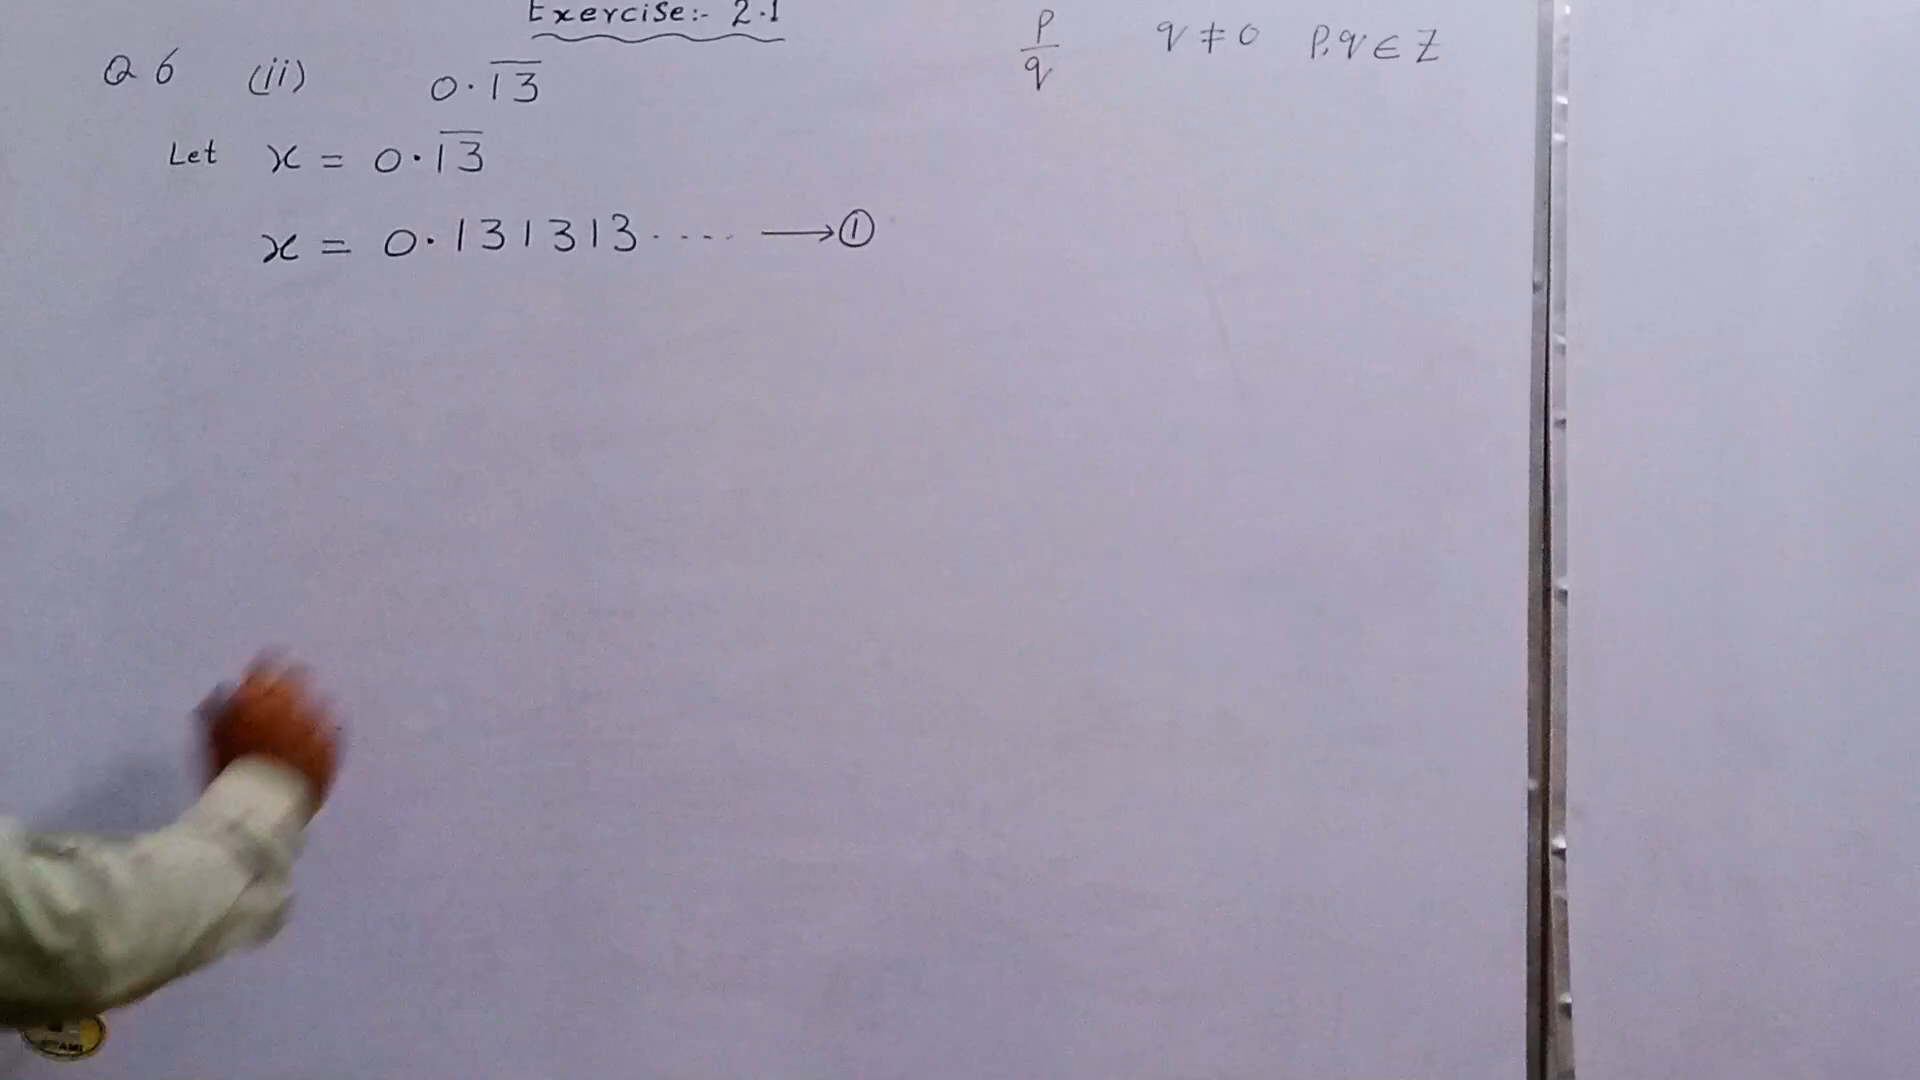 Exercise:- 2.1
Q 6 (ii) 0.1̅3̅
p/q q ≠ 0 p,q ∈ Z
Let x = 0.1̅3̅
x = 0.131313..... ⟶ ①